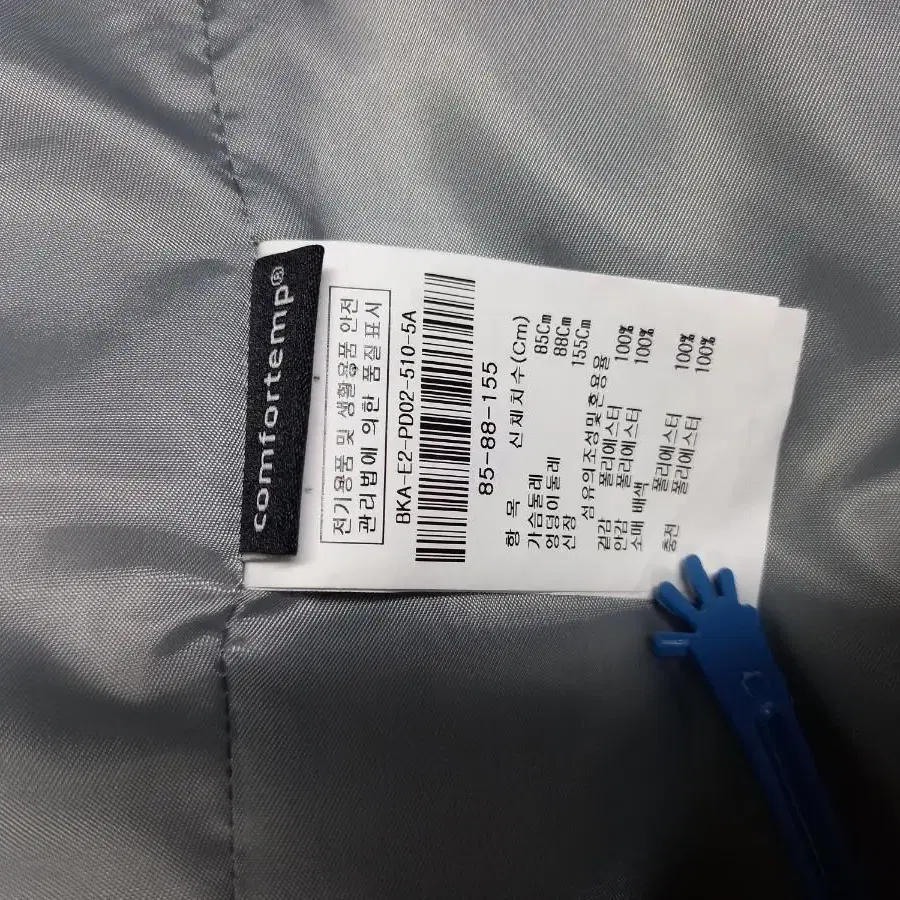 comfortemp®
전기용품 및 생활용품 안전
관리법에 의한 품질표시
BKA-E2-PD02-510-5A
85-88-155
항 목 신체치수(Cm)
가슴둘레 85Cm
엉덩이둘레 88Cm
신장 155Cm
섬유의조성및혼용율
겉감 폴리에스터 100%
안감 폴리에스터 100%
소매 배색
폴리에스터 100%
충전 폴리에스터 100%